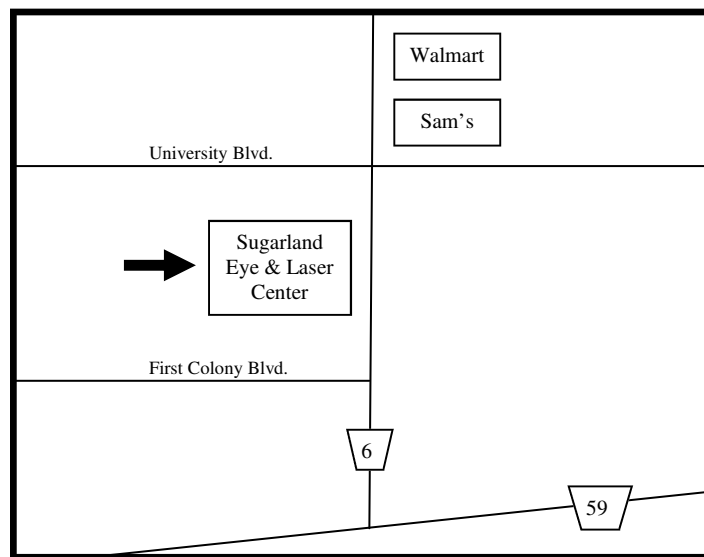 Walmart
Sam's
University Blvd.
Sugarland
Eye & Laser
Center
First Colony Blvd.
6
59